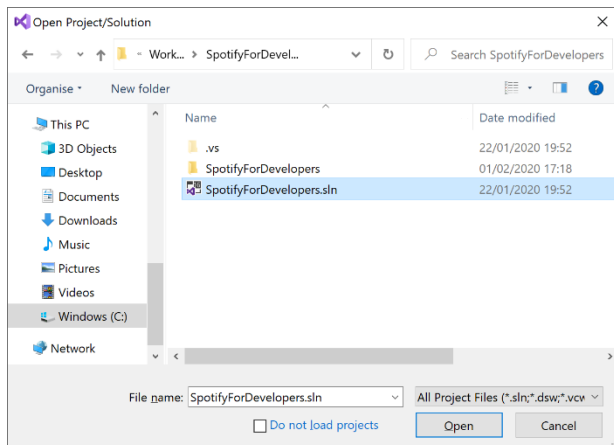 Open Project/Solution
« Work... > SpotifyForDevel...
Search SpotifyForDevelopers
Organise New folder
Name Date modified
This PC
3D Objects
Desktop
Documents
Downloads
Music
Pictures
Videos
Windows (C:)
Network
.vs 22/01/2020 19:52
SpotifyForDevelopers 01/02/2020 17:18
SpotifyForDevelopers.sln 22/01/2020 19:52
File name: SpotifyForDevelopers.sln All Project Files (*.sln;*.dsw;*.vcw
Do not load projects
Open Cancel